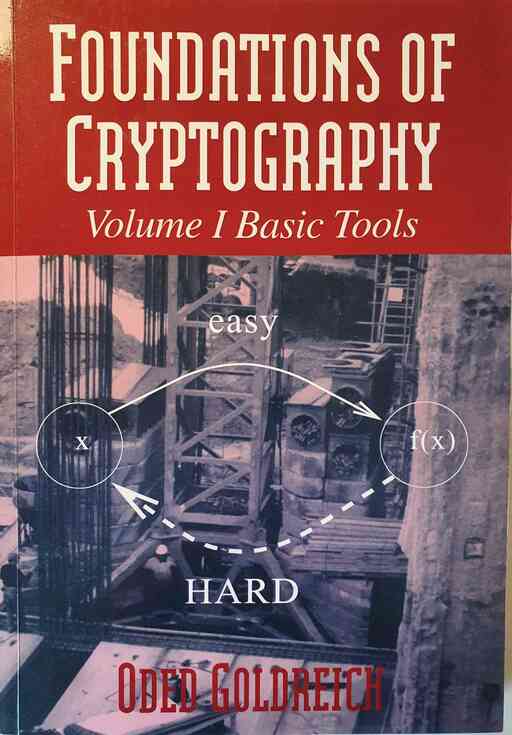 FOUNDATIONS OF
CRYPTOGRAPHY
Volume I Basic Tools
easy
x
f(x)
HARD
ODED GOLDREICH